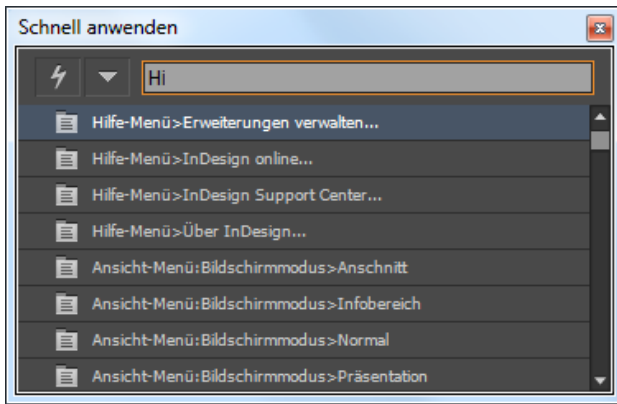 Schnell anwenden
Hi
Hilfe-Menü>Erweiterungen verwalten...
Hilfe-Menü>InDesign online...
Hilfe-Menü>InDesign Support Center...
Hilfe-Menü>Über InDesign...
Ansicht-Menü:Bildschirmmodus>Anschnitt
Ansicht-Menü:Bildschirmmodus>Infobereich
Ansicht-Menü:Bildschirmmodus>Normal
Ansicht-Menü:Bildschirmmodus>Präsentation